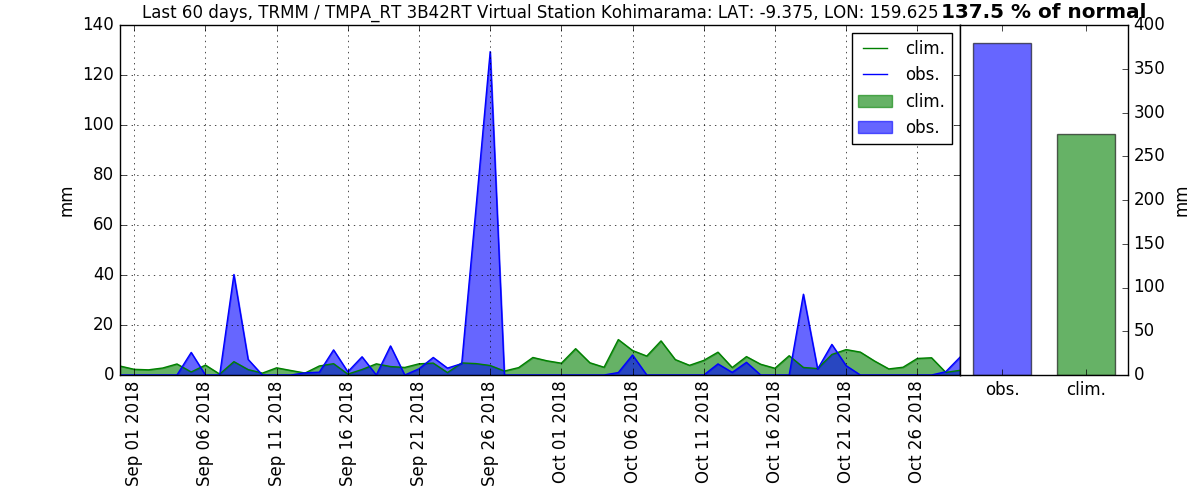 Last 60 days, TRMM / TMPA_RT 3B42RT Virtual Station Kohimarama: LAT: -9.375, LON: 159.625
137.5 % of normal
140
120
100
80
60
40
20
0
mm
clim.
obs.
clim.
obs.
Sep 01 2018
Sep 06 2018
Sep 11 2018
Sep 16 2018
Sep 21 2018
Sep 26 2018
Oct 01 2018
Oct 06 2018
Oct 11 2018
Oct 16 2018
Oct 21 2018
Oct 26 2018
400
350
300
250
200
150
100
50
0
mm
obs.
clim.